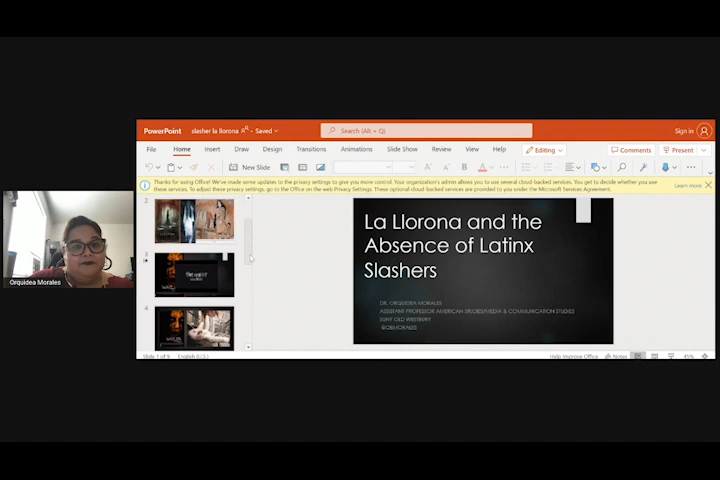 PowerPoint
slasher la llorona
- Saved
Search (Alt + Q)
Sign in
File
Home
Insert
Draw
Design
Transitions
Animations
Slide Show
Review
View
Help
Editing
Comments
Present
New Slide
Thanks for using Office! We've made some updates to the privacy settings to give you more control. Your organization's admin allows you to use several cloud-backed services. You get to decide whether you use
these services. To adjust these privacy settings, go to the Office on the web Privacy Settings. These optional cloud-backed services are provided to you under the Microsoft Services Agreement.
Learn more
2
3
4
La Llorona and the
Absence of Latinx
Slashers
DR. ORQUIDEA MORALES
ASSISTANT PROFESSOR AMERICAN STUDIES/MEDIA & COMMUNICATION STUDIES
SUNY OLD WESTBURY
Orquidea Morales
Slide 1 of 9
English (U.S.)
Help Improve Office
Notes
45%